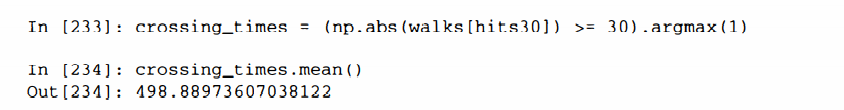 In [233]: crossing_times = (np.abs(walks[hits30]) >= 30).argmax(1)
In [234]: crossing_times.mean()
Out[234]: 498.88973607038122